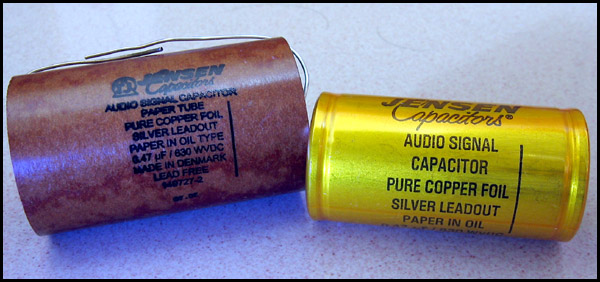 JENSEN
Capacitors
AUDIO SIGNAL CAPACITOR
PAPER TUBE
PURE COPPER FOIL
SILVER LEADOUT
PAPER IN OIL TYPE
0.47 µF / 630 WVDC
MADE IN DENMARK
LEAD FREE
JENSEN
Capacitors®
AUDIO SIGNAL
CAPACITOR
PURE COPPER FOIL
SILVER LEADOUT
PAPER IN OIL